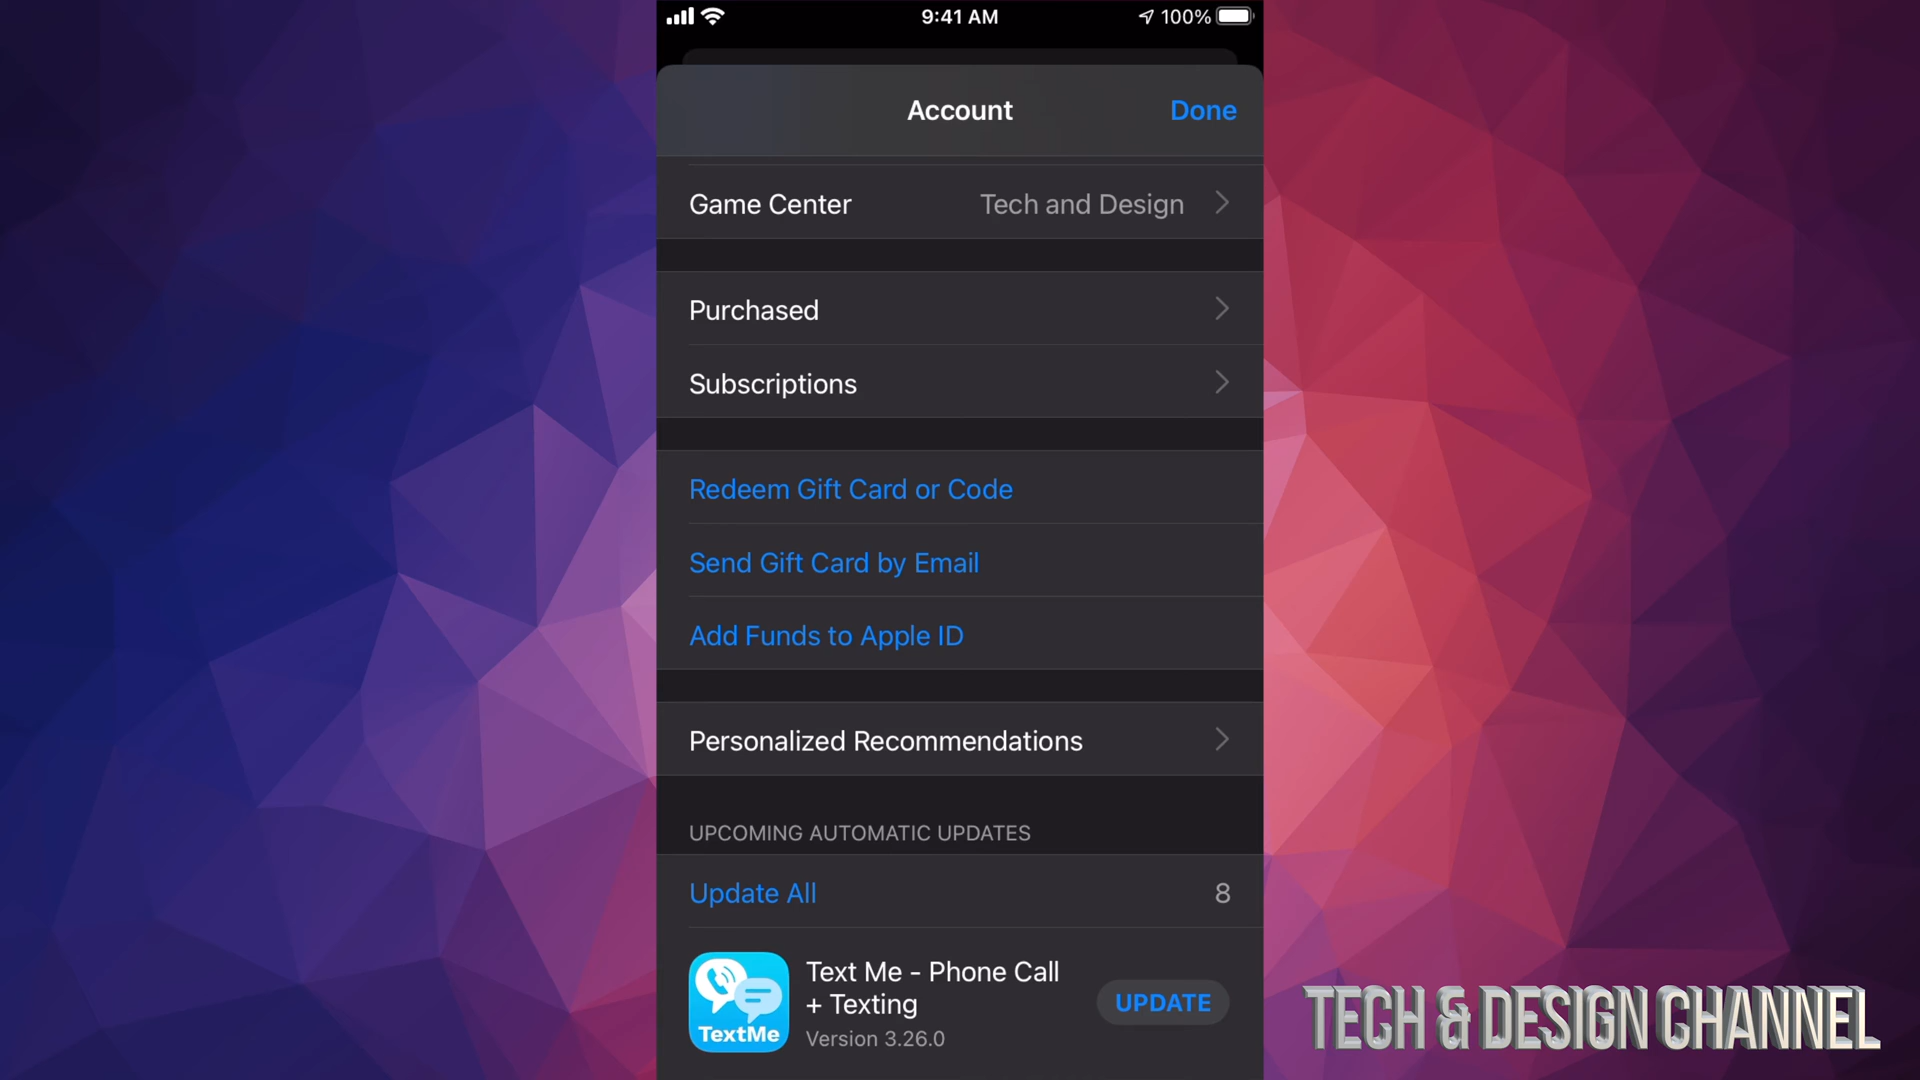 9:41 AM
100%
Account
Done
Game Center
Tech and Design
Purchased
Subscriptions
Redeem Gift Card or Code
Send Gift Card by Email
Add Funds to Apple ID
Personalized Recommendations
UPCOMING AUTOMATIC UPDATES
Update All
8
TextMe
Text Me - Phone Call
+ Texting
Version 3.26.0
UPDATE
TECH & DESIGN CHANNEL